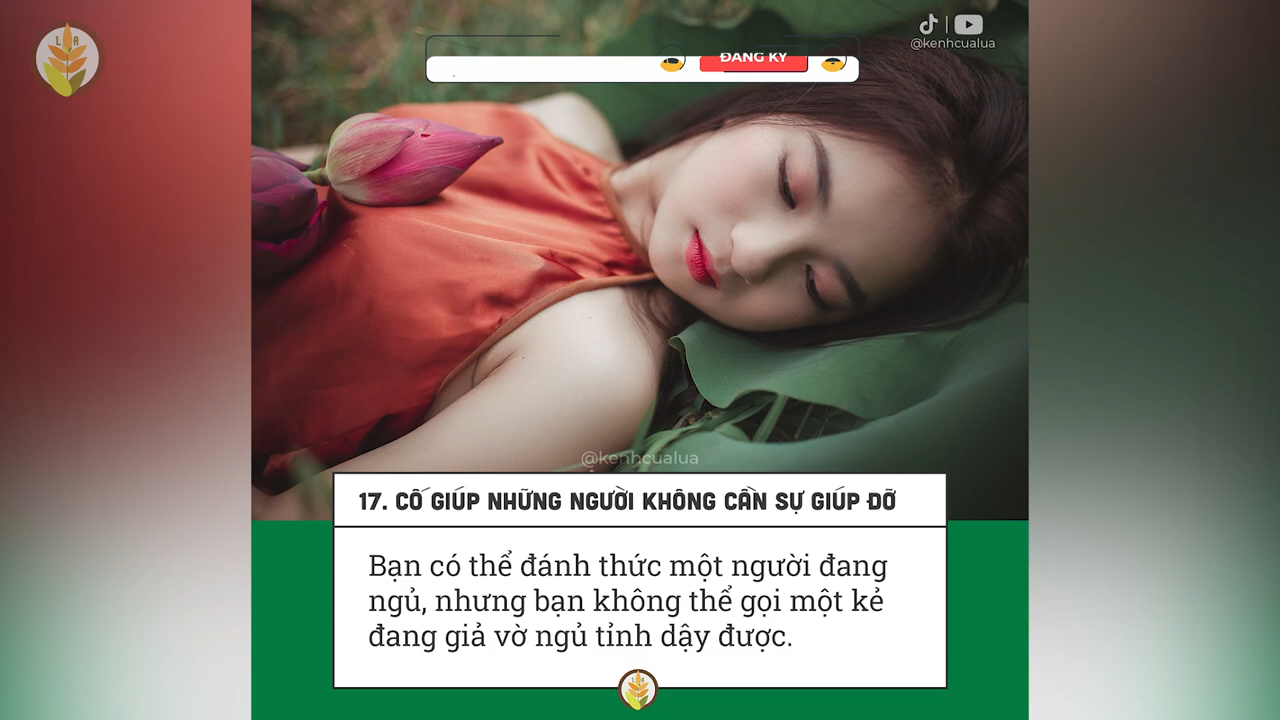 L A
@kenhcualua
ĐĂNG KÝ
@kenhcualua
17. CỐ GIÚP NHỮNG NGƯỜI KHÔNG CẦN SỰ GIÚP ĐỠ
Bạn có thể đánh thức một người đang
ngủ, nhưng bạn không thể gọi một kẻ
đang giả vờ ngủ tỉnh dậy được.
L A